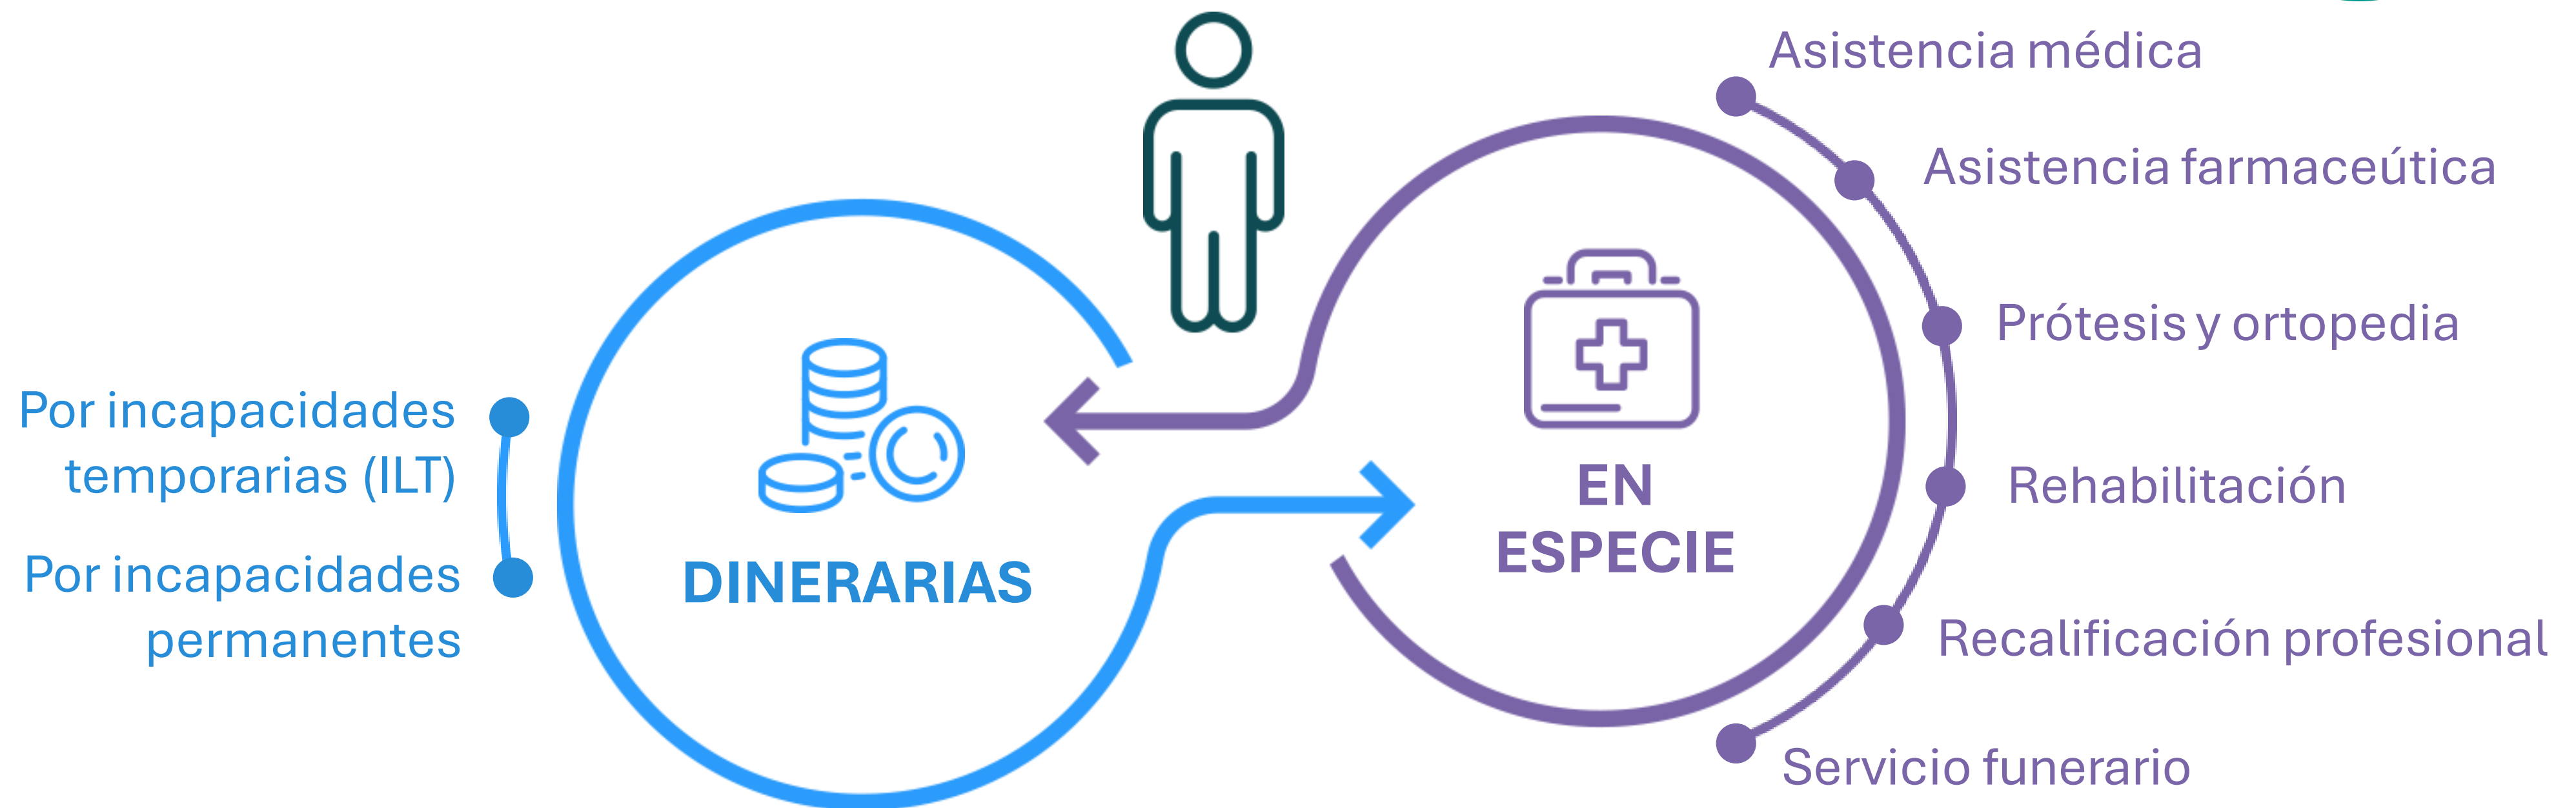 Por incapacidades
temporarias (ILT)
Por incapacidades
permanentes
DINERARIAS
EN
ESPECIE
Asistencia médica
Asistencia farmaceútica
Prótesis y ortopedia
Rehabilitación
Recalificación profesional
Servicio funerario